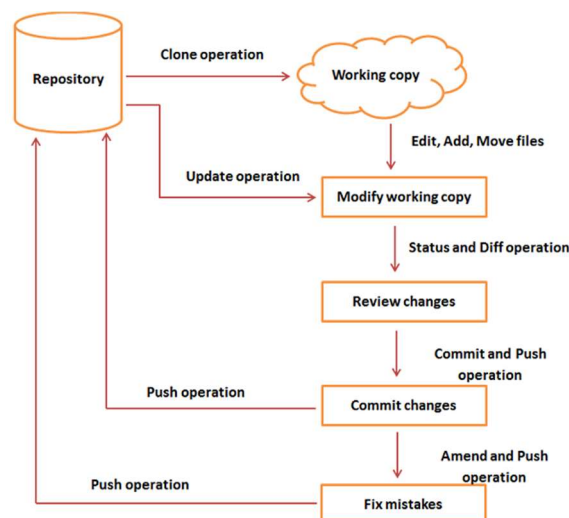 Clone operation
Repository
Working copy
Edit, Add, Move files
Update operation
Modify working copy
Status and Diff operation
Review changes
Commit and Push
operation
Push operation
Commit changes
Amend and Push
operation
Push operation
Fix mistakes